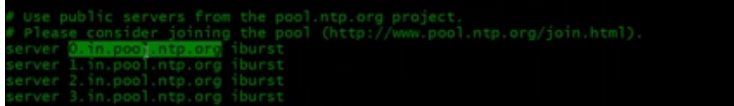 # Use public servers from the pool.ntp.org project.
# Please consider joining the pool (http://www.pool.ntp.org/join.html).
server 0.in.pool.ntp.org iburst
server 1.in.pool.ntp.org iburst
server 2.in.pool.ntp.org iburst
server 3.in.pool.ntp.org iburst